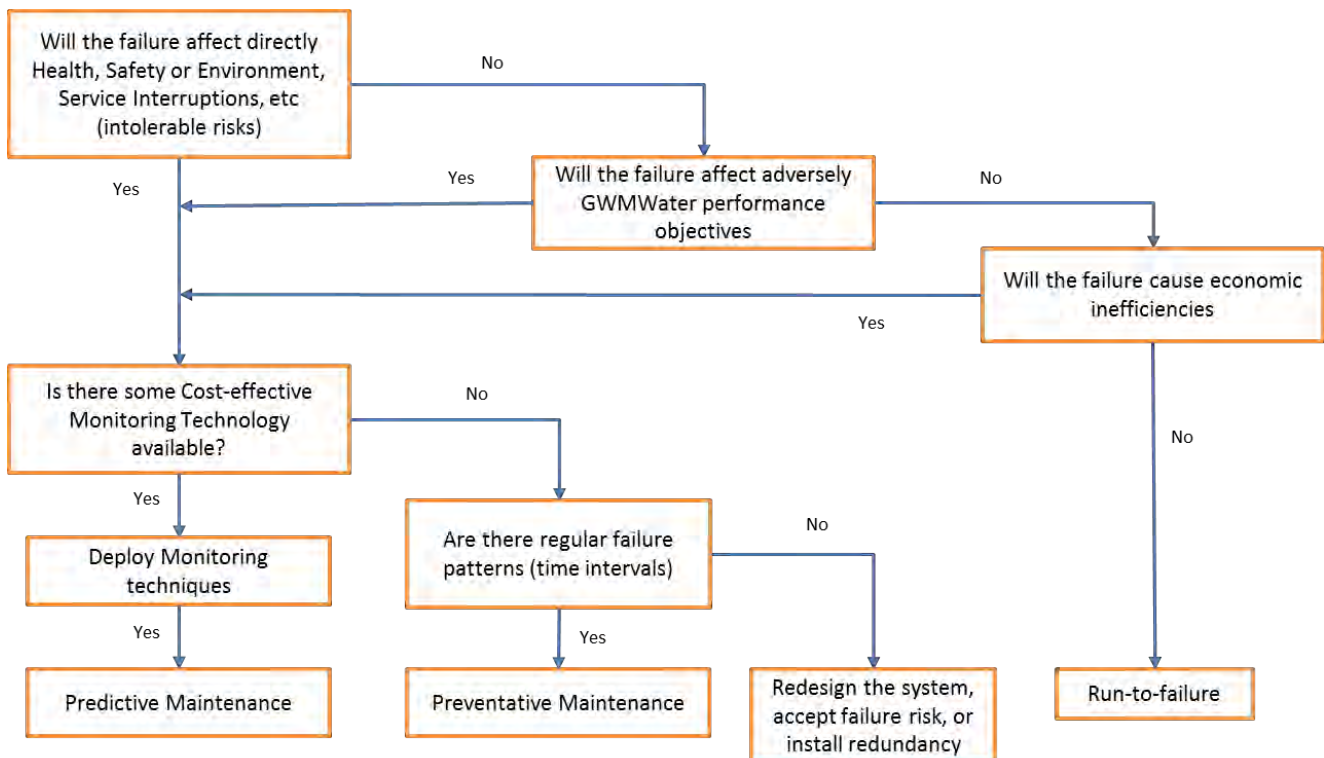 Will the failure affect directly
Health, Safety or Environment,
Service Interruptions, etc
(intolerable risks)
No
Yes
Yes
Will the failure affect adversely
GWMWater performance
objectives
No
Will the failure cause economic
inefficiencies
Yes
Is there some Cost-effective
Monitoring Technology
available?
No
No
Yes
Are there regular failure
patterns (time intervals)
No
Deploy Monitoring
techniques
Yes
Yes
Predictive Maintenance
Preventative Maintenance
Redesign the system,
accept failure risk, or
install redundancy
Run-to-failure